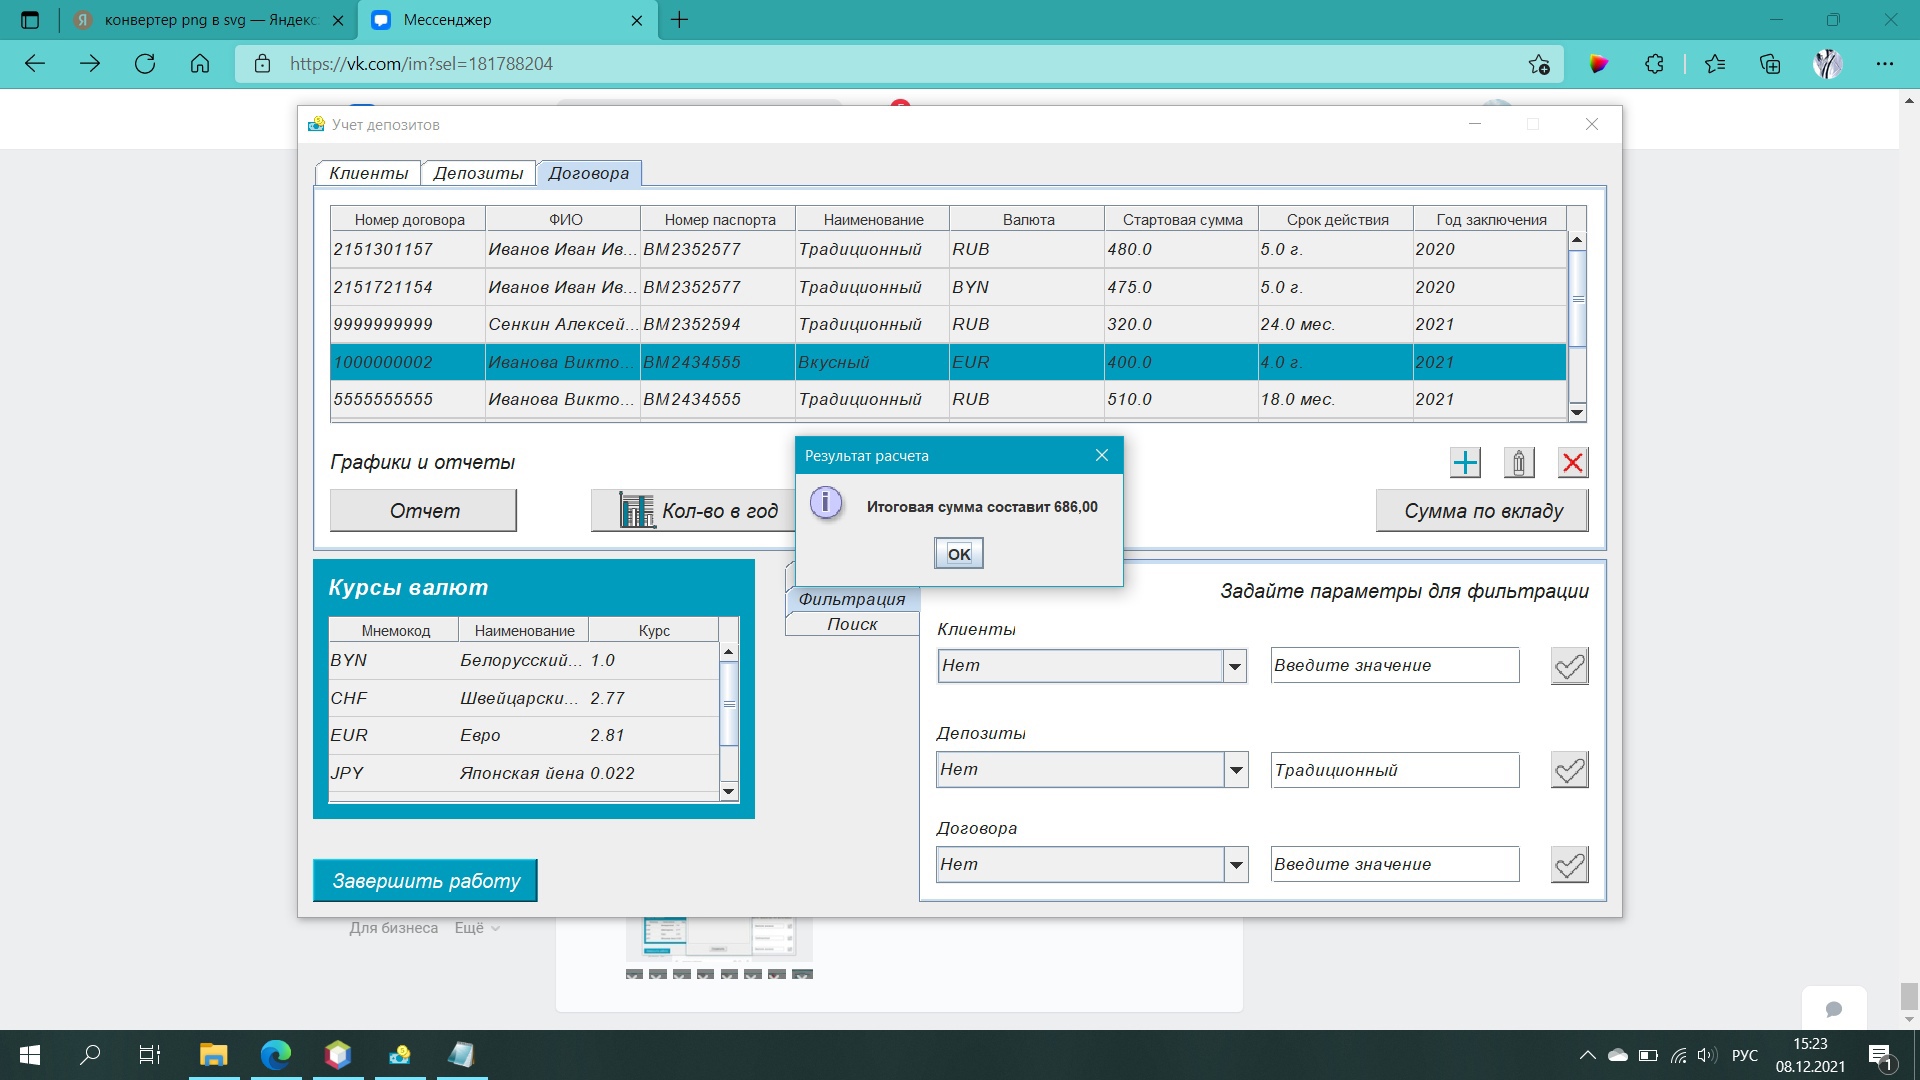 конвертер png в svg — Яндекс
Мессенджер
https://vk.com/im?sel=181788204
Учет депозитов
Клиенты Депозиты Договора
Номер договора ФИО Номер паспорта Наименование Валюта Стартовая сумма Срок действия Год заключения
2151301157 Иванов Иван Ив... BM2352577 Традиционный RUB 480.0 5.0 г. 2020
2151721154 Иванов Иван Ив... BM2352577 Традиционный BYN 475.0 5.0 г. 2020
9999999999 Сенкин Алексей... BM2352594 Традиционный RUB 320.0 24.0 мес. 2021
1000000002 Иванова Викто... BM2434555 Вкусный EUR 400.0 4.0 г. 2021
5555555555 Иванова Викто... BM2434555 Традиционный RUB 510.0 18.0 мес. 2021
Графики и отчеты
Отчет Кол-во в год Сумма по вкладу
Результат расчета
Итоговая сумма составит 686,00
OK
Курсы валют
Мнемокод Наименование Курс
BYN Белорусский... 1.0
CHF Швейцарски... 2.77
EUR Евро 2.81
JPY Японская йена 0.022
Завершить работу
Фильтрация
Поиск
Задайте параметры для фильтрации
Клиенты
Нет Введите значение
Депозиты
Нет Традиционный
Договора
Нет Введите значение
Для бизнеса Ещё
РУС
15:23
08.12.2021
1